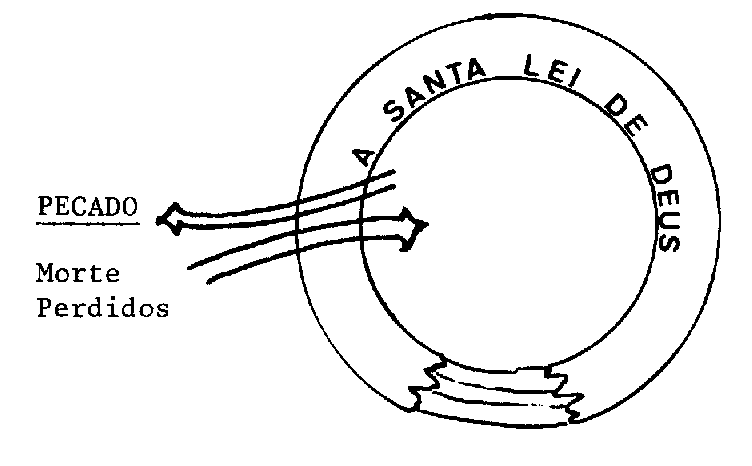 A SANTA LEI DE DEUS
PECADO
Morte
Perdidos